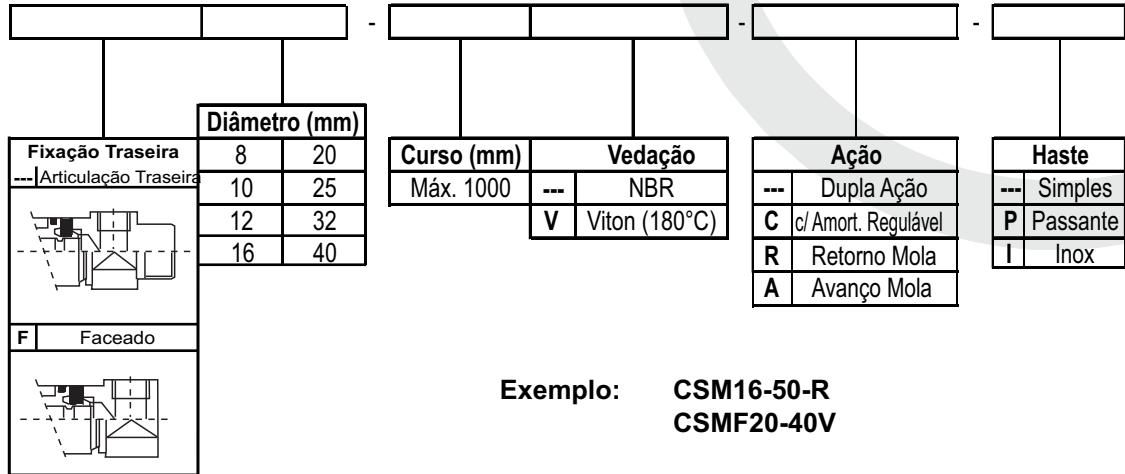 - - -
Diâmetro (mm)
8 20
10 25
12 32
16 40
Fixação Traseira
--- Articulação Traseira
F Faceado
Curso (mm)
Máx. 1000
Vedação
--- NBR
V Viton (180°C)
Ação
--- Dupla Ação
C c/ Amort. Regulável
R Retorno Mola
A Avanço Mola
Haste
--- Simples
P Passante
I Inox
Exemplo: CSM16-50-R
CSMF20-40V